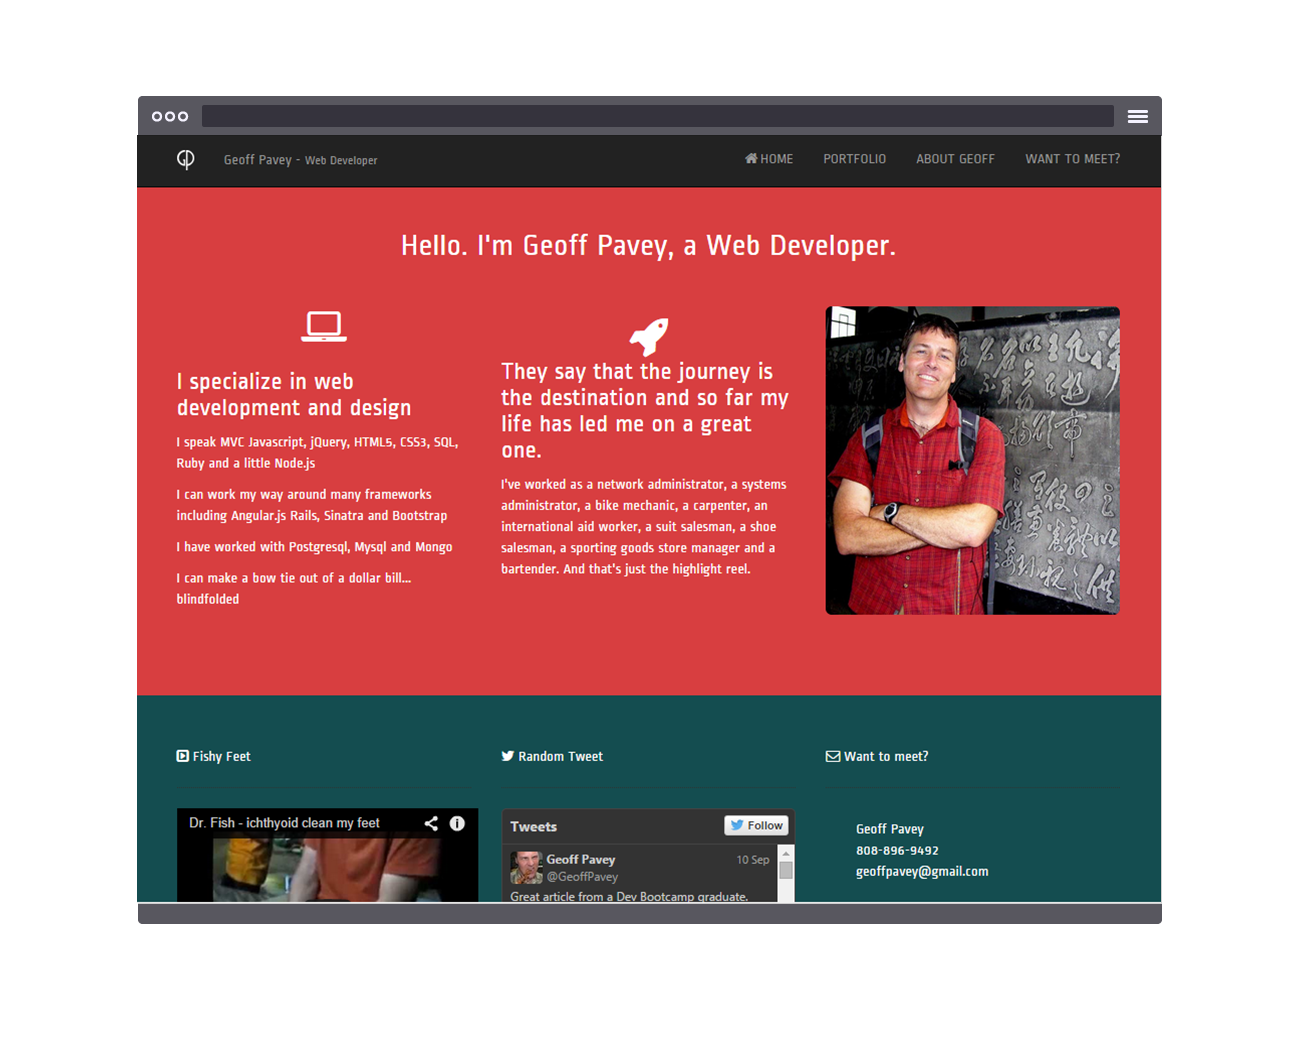 GP
Geoff Pavey - Web Developer
HOME PORTFOLIO ABOUT GEOFF WANT TO MEET?
Hello. I'm Geoff Pavey, a Web Developer.
I specialize in web
development and design
I speak MVC Javascript, jQuery, HTML5, CSS3, SQL,
Ruby and a little Node.js
I can work my way around many frameworks
including Angular.js Rails, Sinatra and Bootstrap
I have worked with Postgresql, Mysql and Mongo
I can make a bow tie out of a dollar bill...
blindfolded
They say that the journey is
the destination and so far my
life has led me on a great
one.
I've worked as a network administrator, a systems
administrator, a bike mechanic, a carpenter, an
international aid worker, a suit salesman, a shoe
salesman, a sporting goods store manager and a
bartender. And that's just the highlight reel.
Fishy Feet
Dr. Fish - ichthyoid clean my feet
Random Tweet
Tweets
Follow
Geoff Pavey
10 Sep
@GeoffPavey
Great article from a Dev Bootcamp graduate.
Want to meet?
Geoff Pavey
808-896-9492
geoffpavey@gmail.com